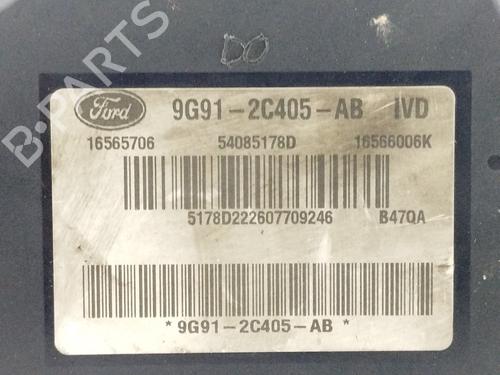 B-PARTS
DO
Ford
9G91-2C405-AB IVD
16565706 54085178D 16566006K
5178D222607709246 B47QA
*9G91-2C405-AB*